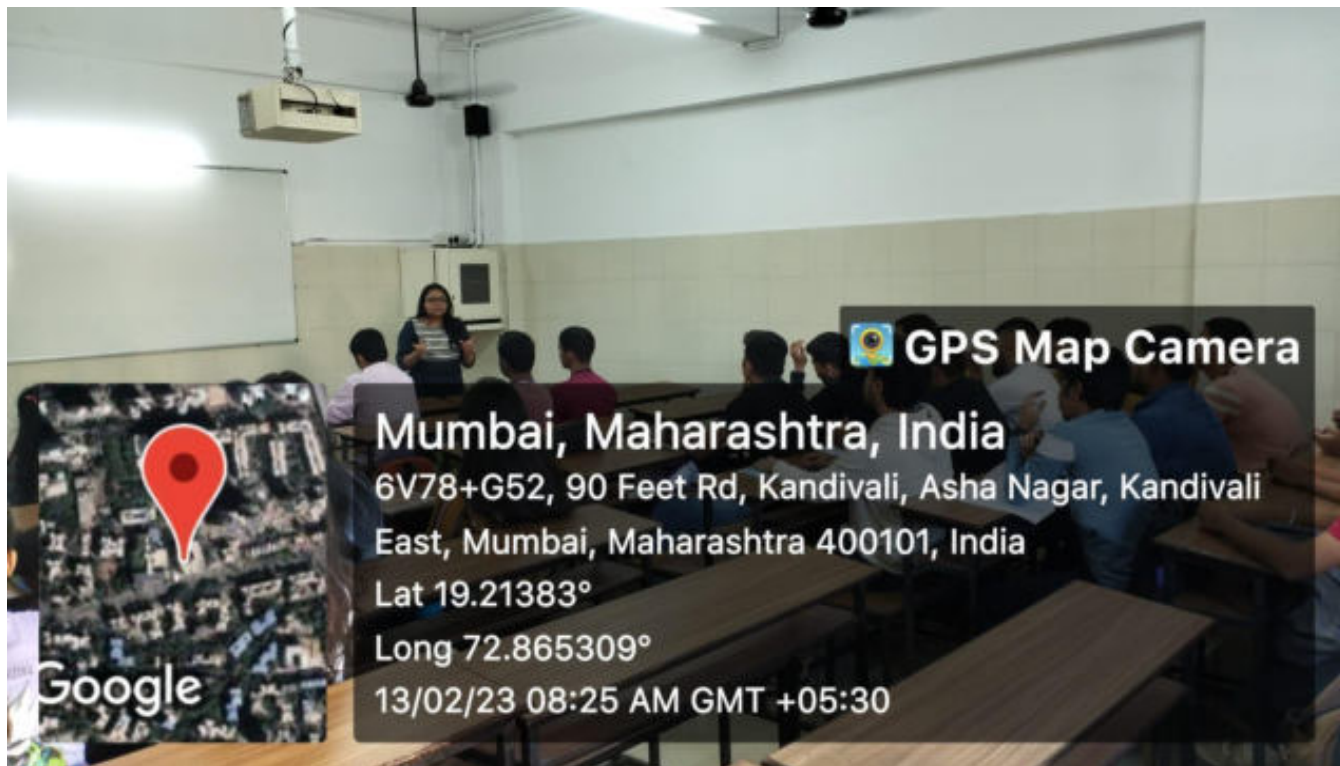 GPS Map Camera
Mumbai, Maharashtra, India
6V78+G52, 90 Feet Rd, Kandivali, Asha Nagar, Kandivali
East, Mumbai, Maharashtra 400101, India
Lat 19.21383°
Long 72.865309°
13/02/23 08:25 AM GMT +05:30
Google